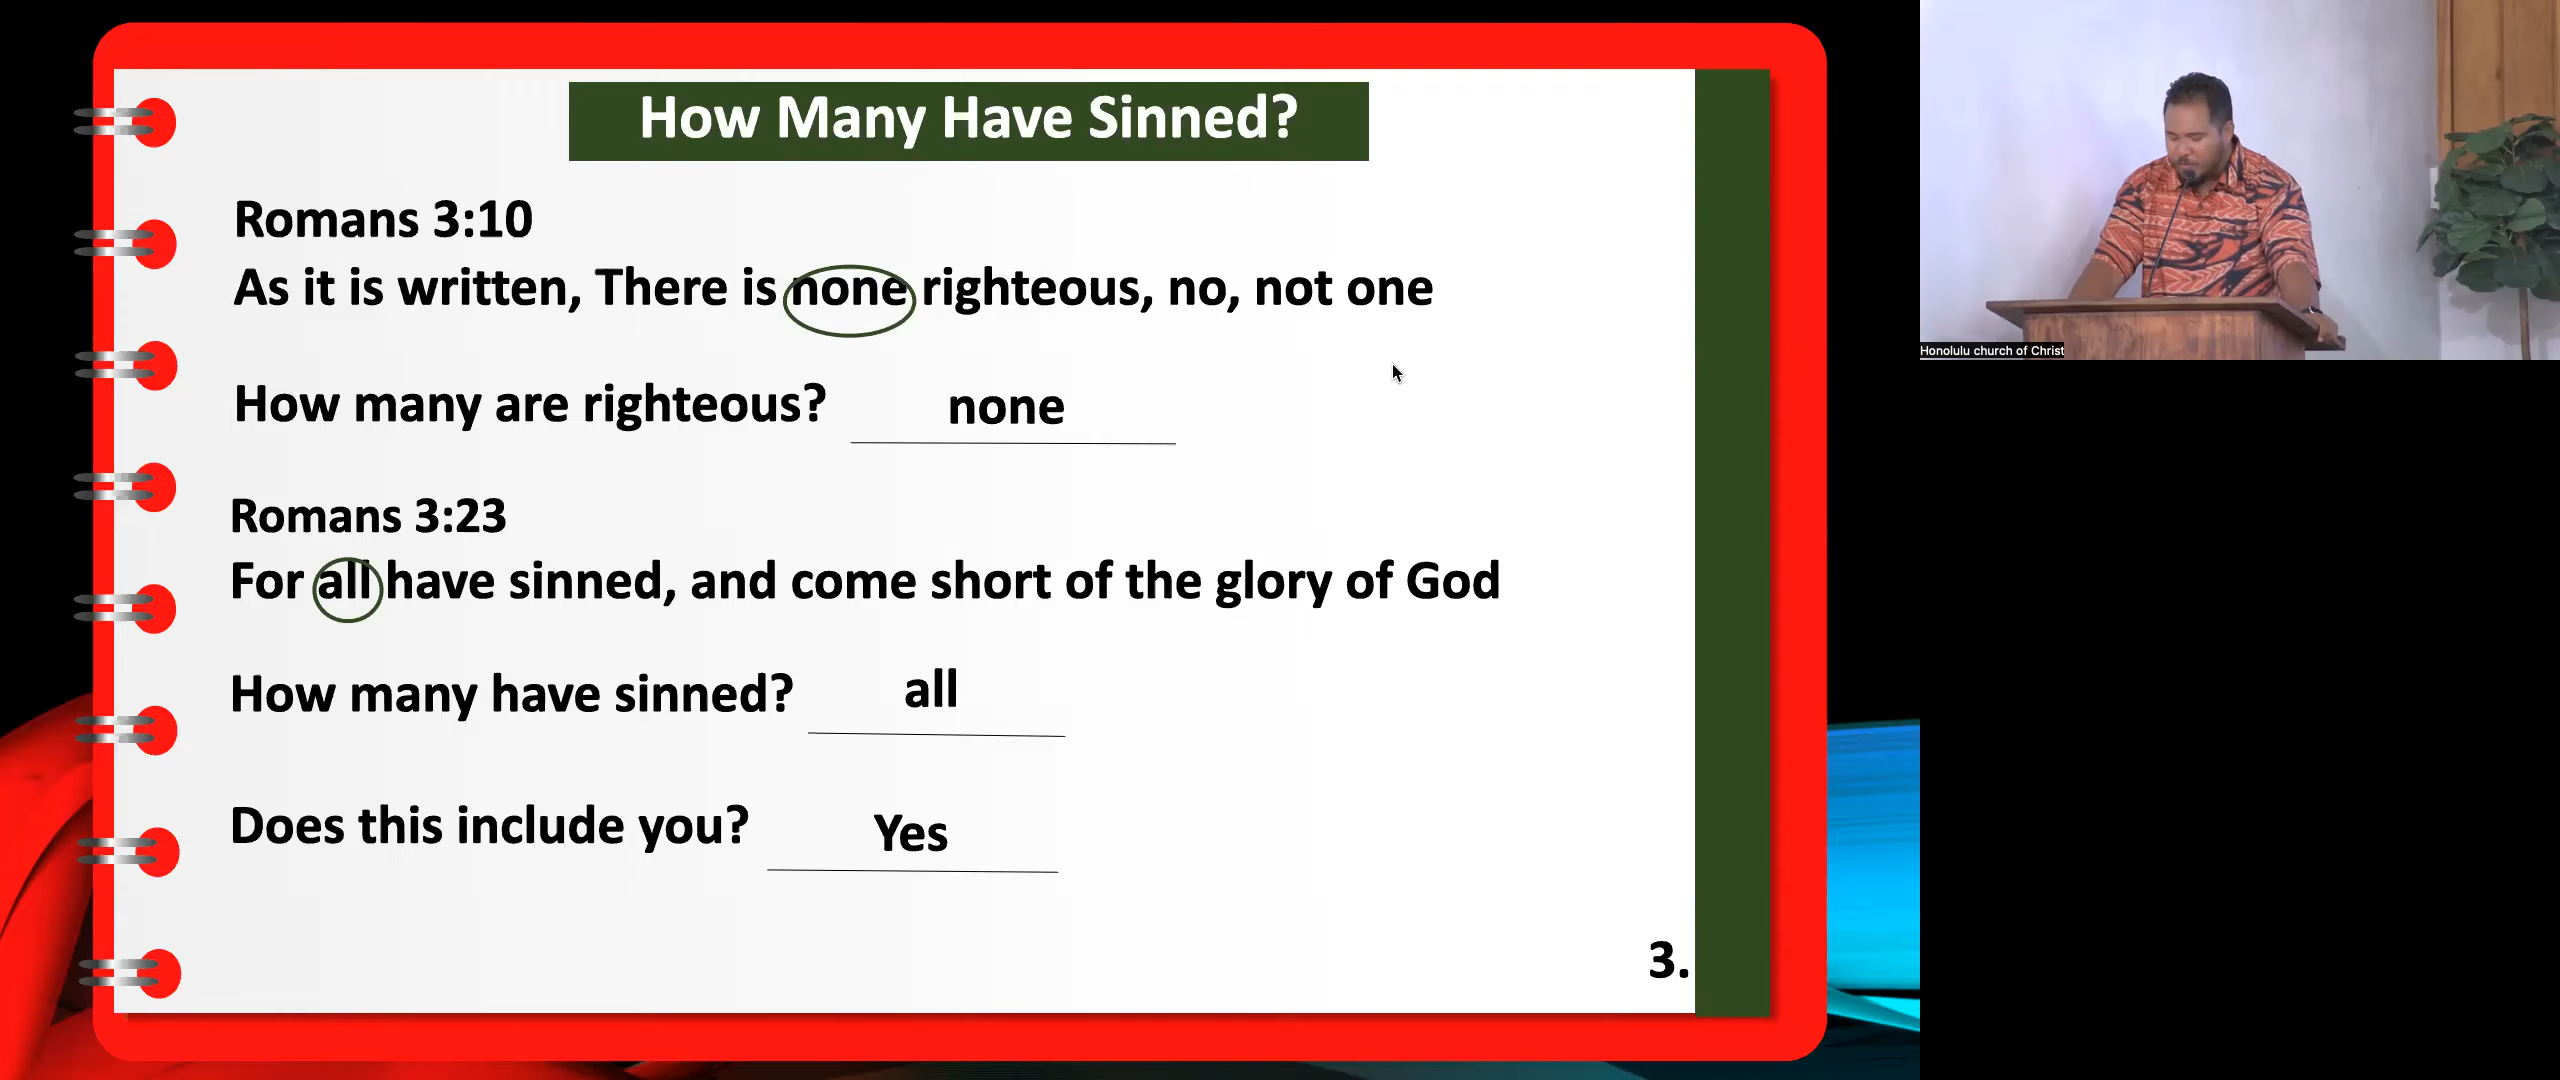 How Many Have Sinned?
Romans 3:10
As it is written, There is none righteous, no, not one
How many are righteous? none
Romans 3:23
For all have sinned, and come short of the glory of God
How many have sinned? all
Does this include you? Yes
3.
Honolulu church of Christ